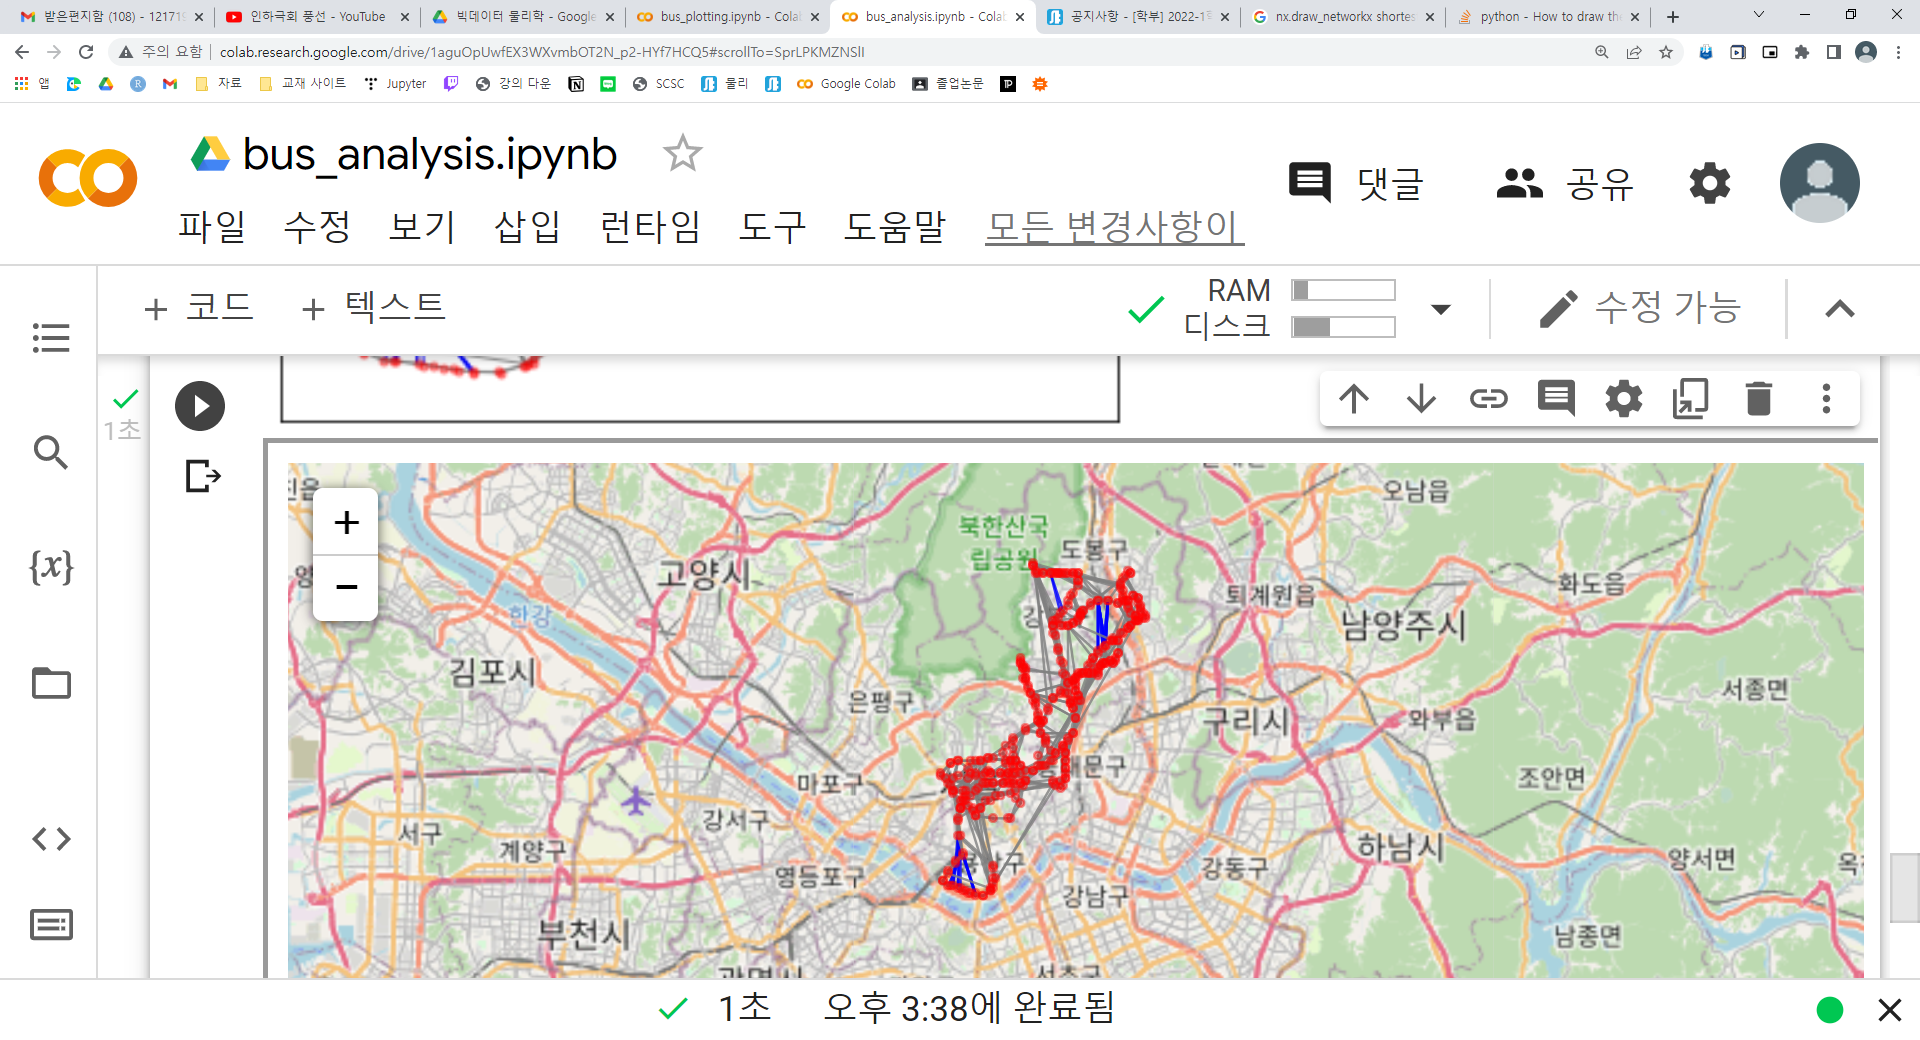 받은편지함 (108) - 12171
인하극회 풍선 - YouTube
빅데이터 물리학 - Google
bus_plotting.ipynb - Cola
bus_analysis.ipynb - Cola
공지사항 - [학부] 2022-1
nx.draw_networkx shortes
python - How to draw th
주의 요함
colab.research.google.com/drive/1aguOpUwfEX3WXvmbOT2N_p2-HYf7HCQ5#scrollTo=SprLPKMZNSlI
앱
자료
교재 사이트
Jupyter
강의 다운
SCSC
물리
Google Colab
졸업논문
bus_analysis.ipynb
댓글
공유
파일 수정 보기 삽입 런타임 도구 도움말 모든 변경사항이
+ 코드 + 텍스트
RAM
디스크
수정 가능
1초
+
−
{x}
북한산국
립공원
도봉구
오남읍
고양시
퇴계원읍
화도읍
한강
남양주시
김포시
은평구
서종면
구리시
와부읍
마포구
조안면
강서구
서구
계양구
하남시
양서면
영등포구
강동구
강남구
부천시
남종면
1초 오후 3:38에 완료됨